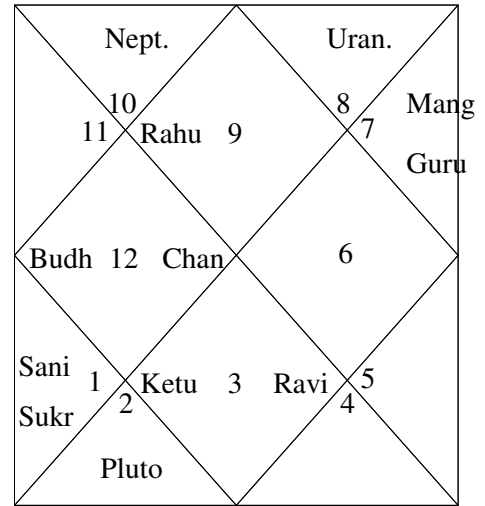 Nept. Uran.
10 8 Mang
11 Rahu 9 7
Guru
Budh 12 Chan 6
Sani
1 Ketu 3 Ravi 5
2 4
Sukr
Pluto